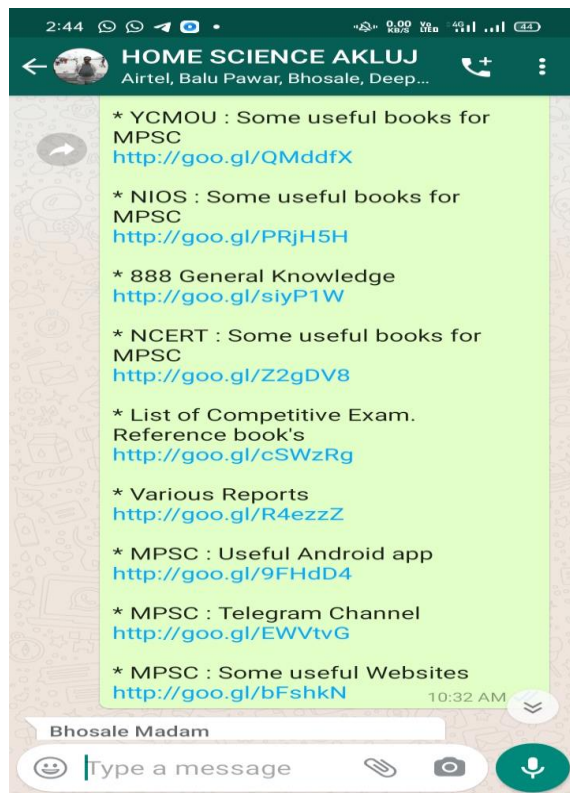 2:44 0.00 KB/S Vo LTE 4G 44
HOME SCIENCE AKLUJ
Airtel, Balu Pawar, Bhosale, Deep...
* YCMOU : Some useful books for
MPSC
http://goo.gl/QMddfX
* NIOS : Some useful books for
MPSC
http://goo.gl/PRjH5H
* 888 General Knowledge
http://goo.gl/siyP1W
* NCERT : Some useful books for
MPSC
http://goo.gl/Z2gDV8
* List of Competitive Exam.
Reference book's
http://goo.gl/cSWzRg
* Various Reports
http://goo.gl/R4ezzZ
* MPSC : Useful Android app
http://goo.gl/9FHdD4
* MPSC : Telegram Channel
http://goo.gl/EWVtvG
* MPSC : Some useful Websites
http://goo.gl/bFshkN 10:32 AM
Bhosale Madam
Type a message